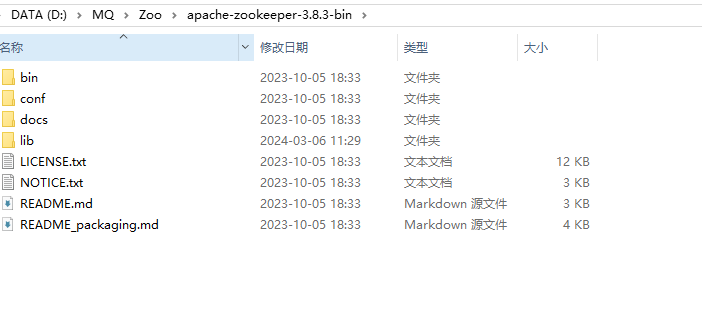 DATA (D:) > MQ > Zoo > apache-zookeeper-3.8.3-bin >
名称 修改日期 类型 大小
bin 2023-10-05 18:33 文件夹
conf 2023-10-05 18:33 文件夹
docs 2023-10-05 18:33 文件夹
lib 2024-03-06 11:29 文件夹
LICENSE.txt 2023-10-05 18:33 文本文档 12 KB
NOTICE.txt 2023-10-05 18:33 文本文档 3 KB
README.md 2023-10-05 18:33 Markdown 源文件 3 KB
README_packaging.md 2023-10-05 18:33 Markdown 源文件 4 KB